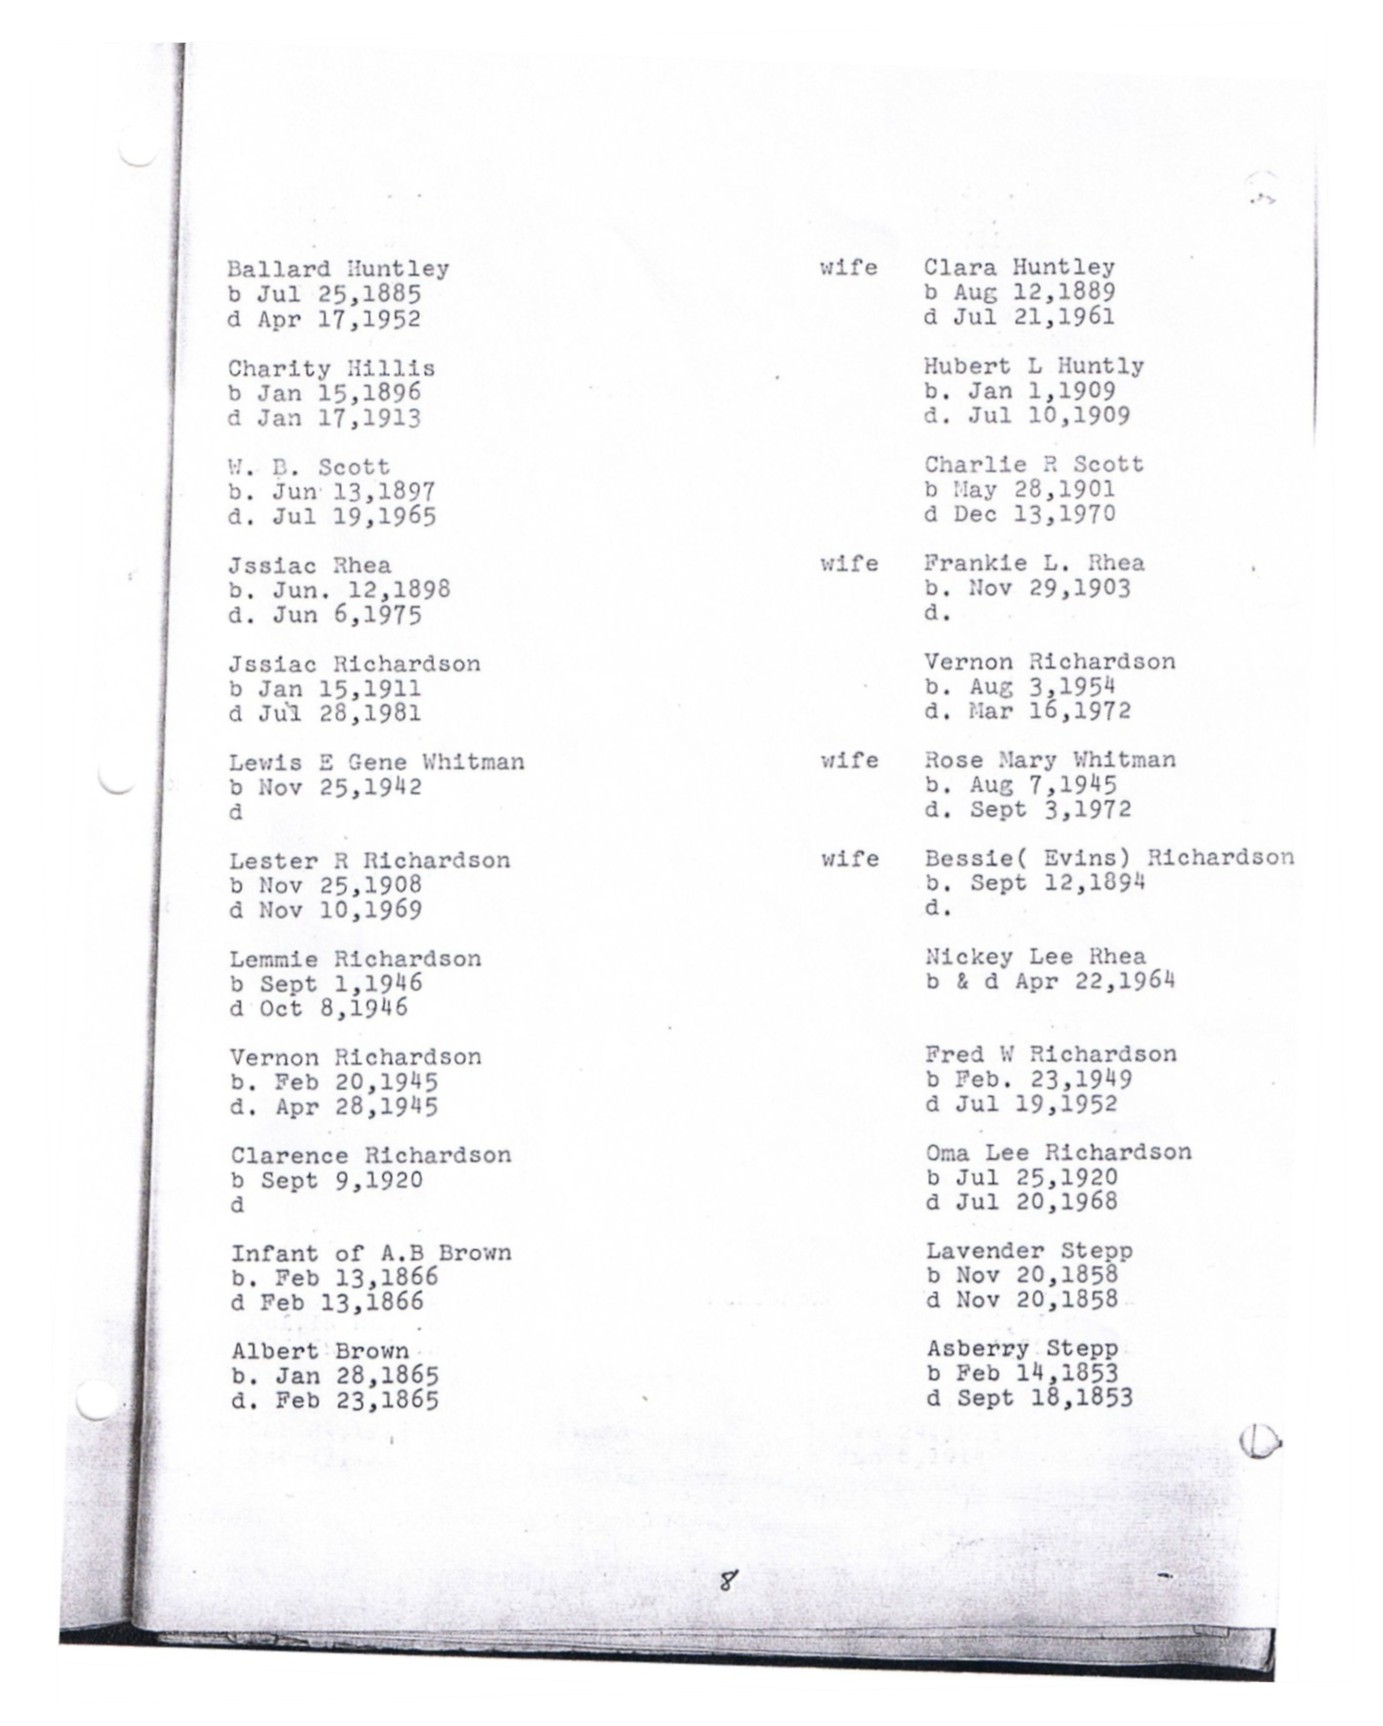 Ballard Huntley
b Jul 25,1885
d Apr 17,1952
wife Clara Huntley
b Aug 12,1889
d Jul 21,1961
Charity Hillis
b Jan 15,1896
d Jan 17,1913
Hubert L Huntly
b. Jan 1,1909
d. Jul 10,1909
W. B. Scott
b. Jun 13,1897
d. Jul 19,1965
Charlie R Scott
b May 28,1901
d Dec 13,1970
Jssiac Rhea
b. Jun. 12,1898
d. Jun 6,1975
wife Frankie L. Rhea
b. Nov 29,1903
d.
Jssiac Richardson
b Jan 15,1911
d Jul 28,1981
Vernon Richardson
b. Aug 3,1954
d. Mar 16,1972
Lewis E Gene Whitman
b Nov 25,1942
d
wife Rose Mary Whitman
b. Aug 7,1945
d. Sept 3,1972
Lester R Richardson
b Nov 25,1908
d Nov 10,1969
wife Bessie( Evins) Richardson
b. Sept 12,1894
d.
Lemmie Richardson
b Sept 1,1946
d Oct 8,1946
Nickey Lee Rhea
b & d Apr 22,1964
Vernon Richardson
b. Feb 20,1945
d. Apr 28,1945
Fred W Richardson
b Feb. 23,1949
d Jul 19,1952
Clarence Richardson
b Sept 9,1920
d
Oma Lee Richardson
b Jul 25,1920
d Jul 20,1968
Infant of A.B Brown
b. Feb 13,1866
d Feb 13,1866
Lavender Stepp
b Nov 20,1858
d Nov 20,1858
Albert Brown
b. Jan 28,1865
d. Feb 23,1865
Asberry Stepp
b Feb 14,1853
d Sept 18,1853
8